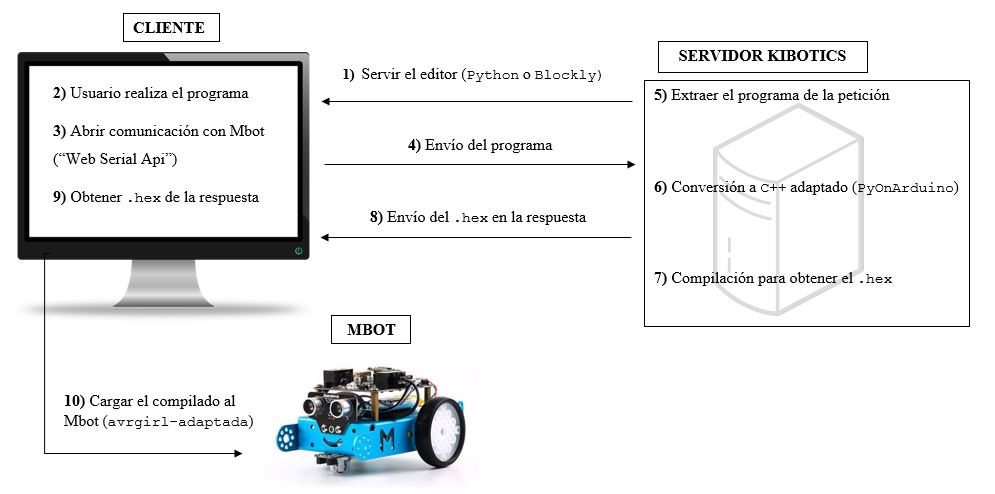 CLIENTE
SERVIDOR KIBOTICS
1) Servir el editor (Python o Blockly)
2) Usuario realiza el programa
3) Abrir comunicación con Mbot
(“Web Serial Api”)
9) Obtener .hex de la respuesta
4) Envío del programa
8) Envío del .hex en la respuesta
5) Extraer el programa de la petición
6) Conversión a C++ adaptado (PyOnArduino)
7) Compilación para obtener el .hex
MBOT
10) Cargar el compilado al
Mbot (avrgirl-adaptada)
M